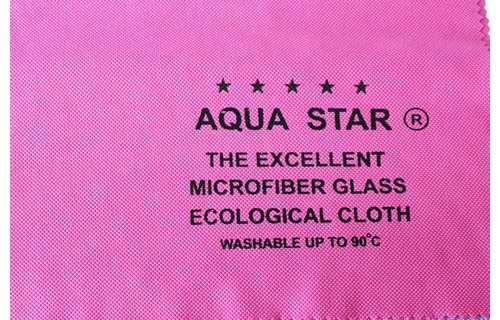 ★ ★ ★ ★ ★
AQUA STAR ®
THE EXCELLENT
MICROFIBER GLASS
ECOLOGICAL CLOTH
WASHABLE UP TO 90°C